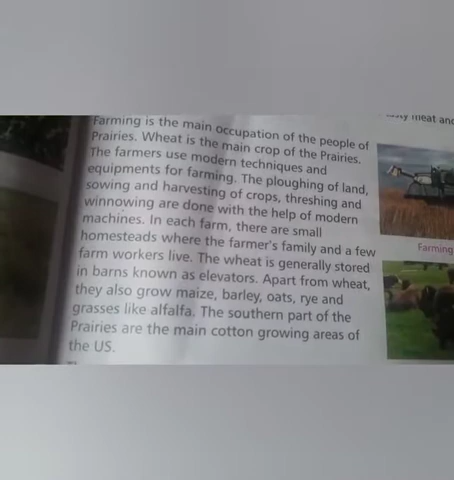 Farming is the main occupation of the people of
Prairies. Wheat is the main crop of the Prairies.
The farmers use modern techniques and
equipments for farming. The ploughing of land,
sowing and harvesting of crops, threshing and
winnowing are done with the help of modern
machines. In each farm, there are small
homesteads where the farmer's family and a few
farm workers live. The wheat is generally stored
in barns known as elevators. Apart from wheat,
they also grow maize, barley, oats, rye and
grasses like alfalfa. The southern part of the
Prairies are the main cotton growing areas of
the US.
meat and
Farming